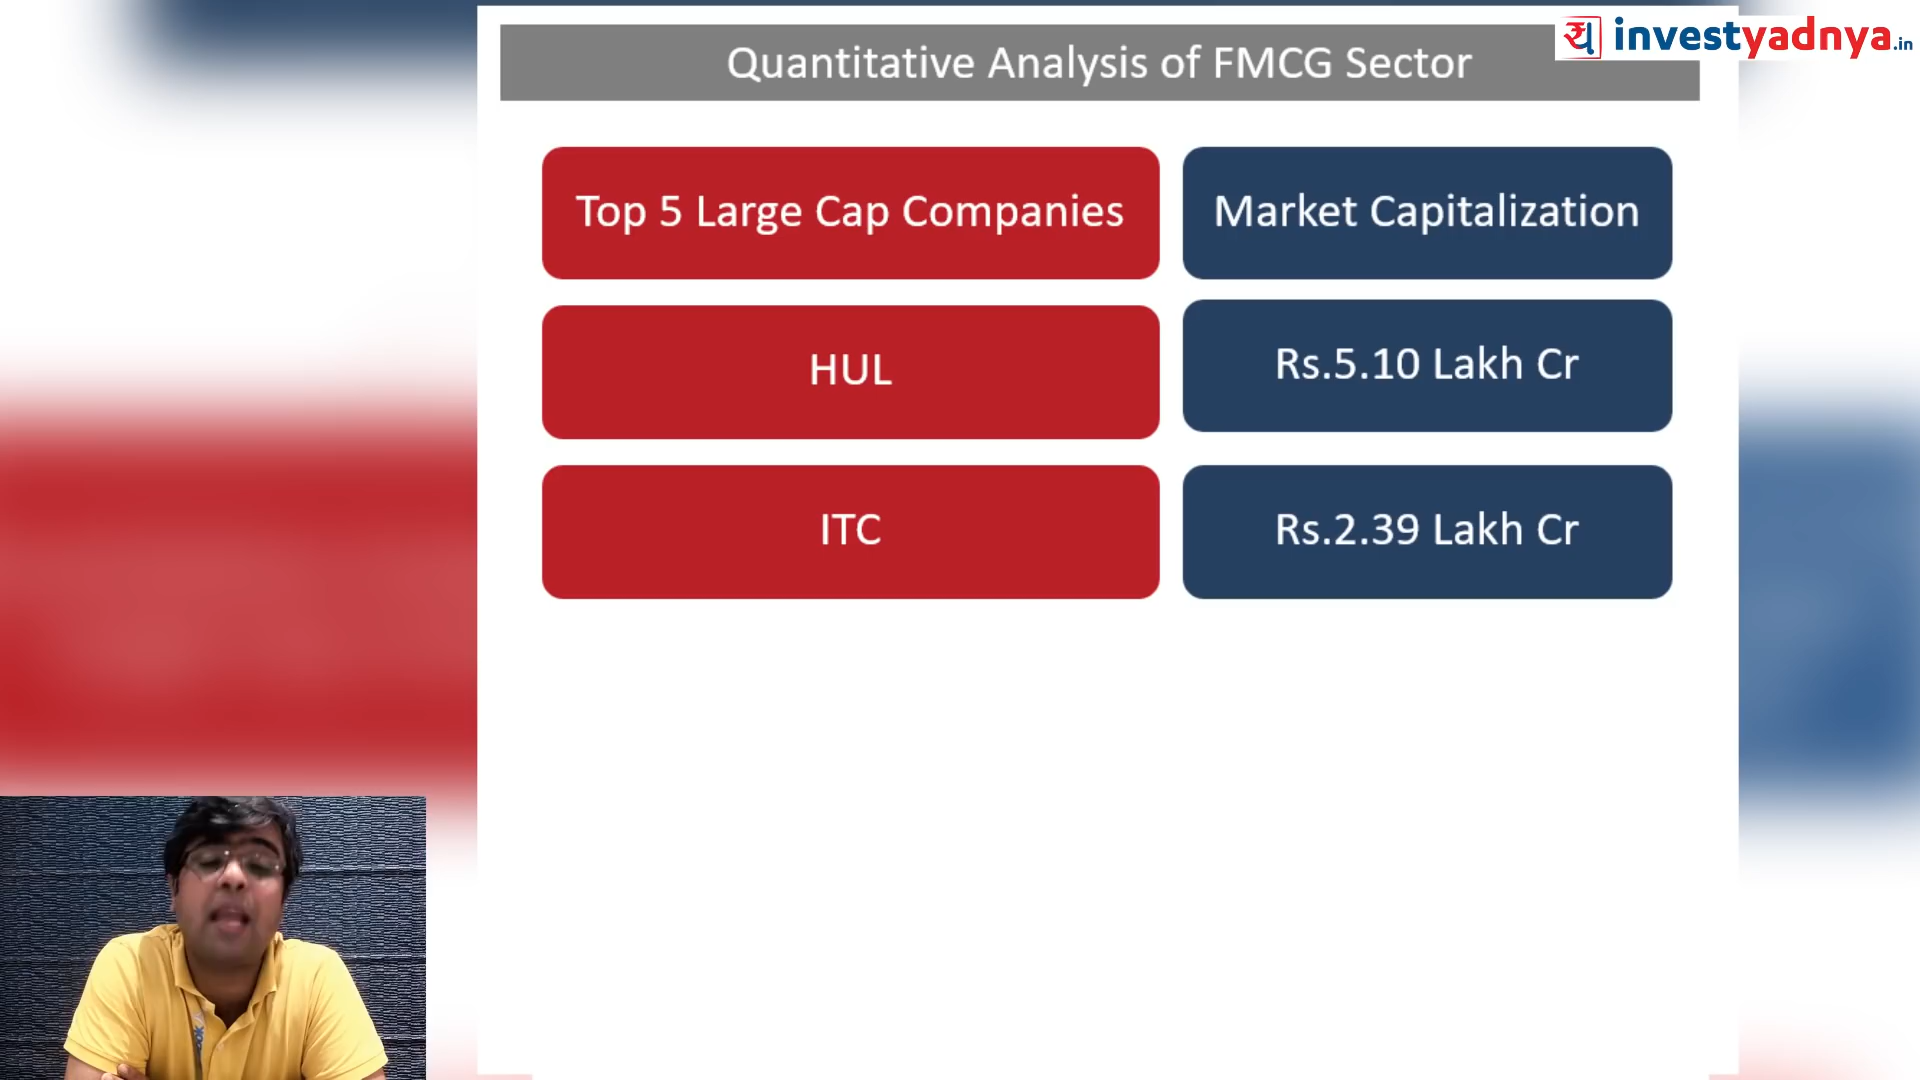 Quantitative Analysis of FMCG Sector
investyadnya.in
Top 5 Large Cap Companies
Market Capitalization
HUL
Rs.5.10 Lakh Cr
ITC
Rs.2.39 Lakh Cr